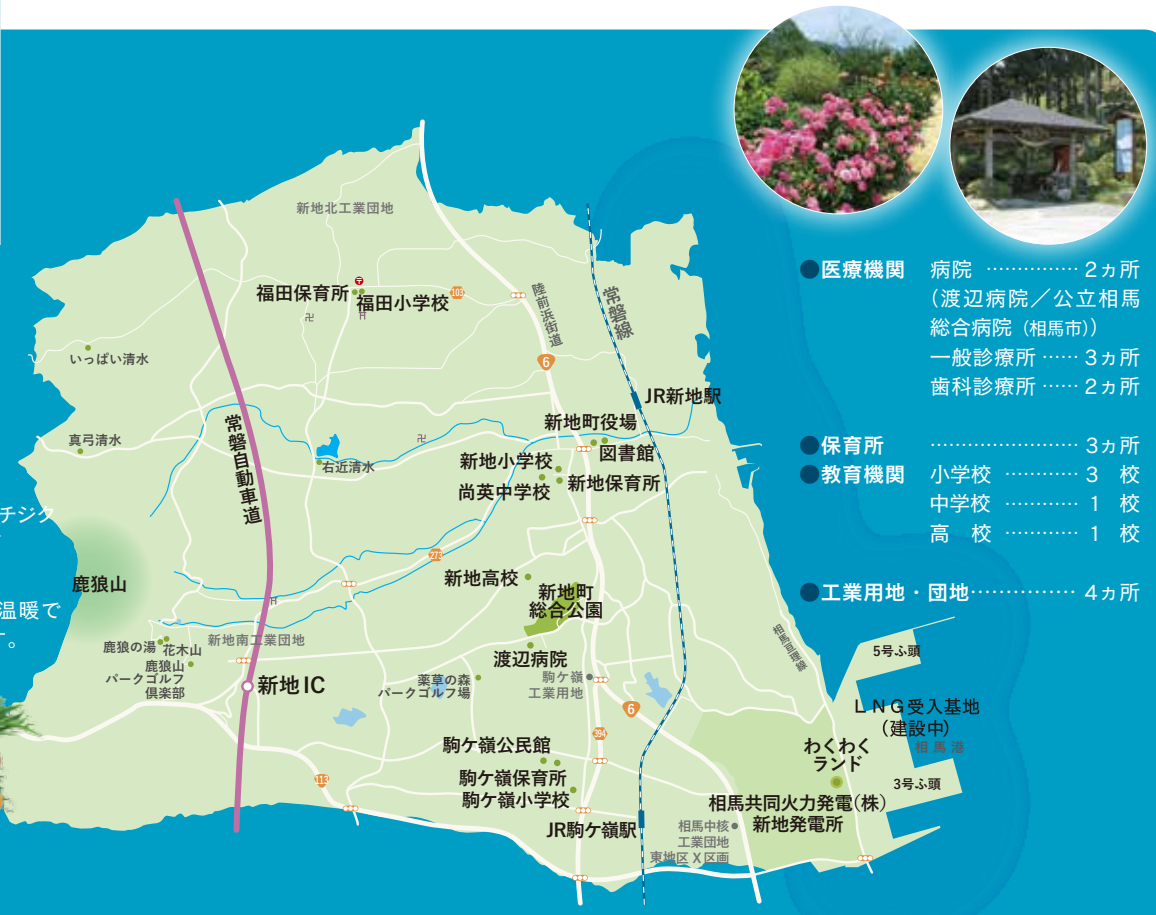 新地北工業団地
福田保育所
福田小学校
103
陸前浜街道
常磐線
6
いっぱい清水
真弓清水
右近清水
常磐自動車道
JR新地駅
新地町役場
図書館
新地小学校
新地保育所
尚英中学校
チジク
鹿狼山
温暖で
す。
273
新地高校
新地町
総合公園
鹿狼の湯
花木山
新地南工業団地
鹿狼山
パークゴルフ
倶楽部
新地IC
渡辺病院
薬草の森
パークゴルフ場
駒ケ嶺
工業用地
相馬亘理線
6
394
113
駒ケ嶺公民館
駒ケ嶺保育所
駒ケ嶺小学校
JR駒ケ嶺駅
相馬中核
工業団地
東地区X区画
5号ふ頭
LNG受入基地
(建設中)
相馬港
わくわく
ランド
3号ふ頭
相馬共同火力発電(株)
新地発電所
●医療機関 病院 …………… 2ヵ所
(渡辺病院/公立相馬
総合病院(相馬市))
一般診療所 …… 3ヵ所
歯科診療所 …… 2ヵ所
●保育所 …………………… 3ヵ所
●教育機関 小学校 ………… 3 校
中学校 ………… 1 校
高 校 ………… 1 校
●工業用地・団地…………… 4ヵ所